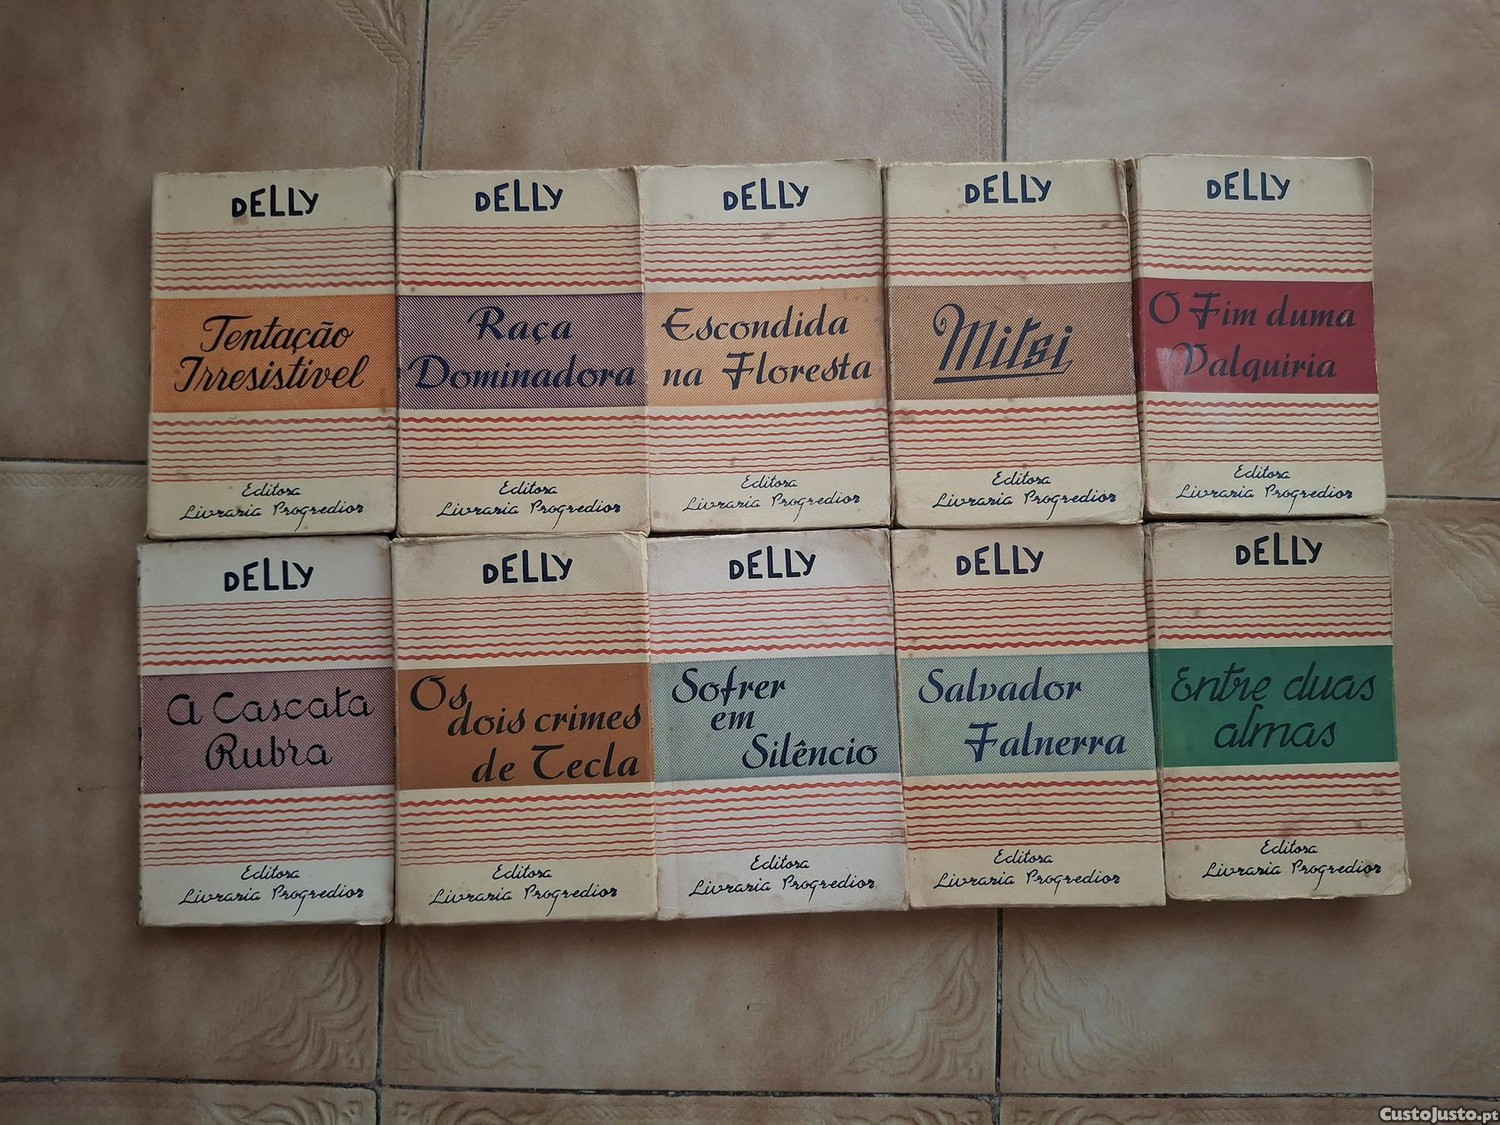 DELLY
Tentação
Irresistivel
Editora
Livraria Progredior
DELLY
Raça
Dominadora
Editora
Livraria Progredior
DELLY
Escondida
na Floresta
Editora
Livraria Progredior
DELLY
Mitsi
Editora
Livraria Progredior
DELLY
O Fim duma
Valquiria
Editora
Livraria Progredior
DELLY
A Cascata
Rubra
Editora
Livraria Progredior
DELLY
Os
dois crimes
de Tecla
Editora
Livraria Progredior
DELLY
Sofrer
em
Silêncio
Editora
Livraria Progredior
DELLY
Salvador
Falnerra
Editora
Livraria Progredior
DELLY
Entre duas
almas
Editora
Livraria Progredior
CustoJusto.pt